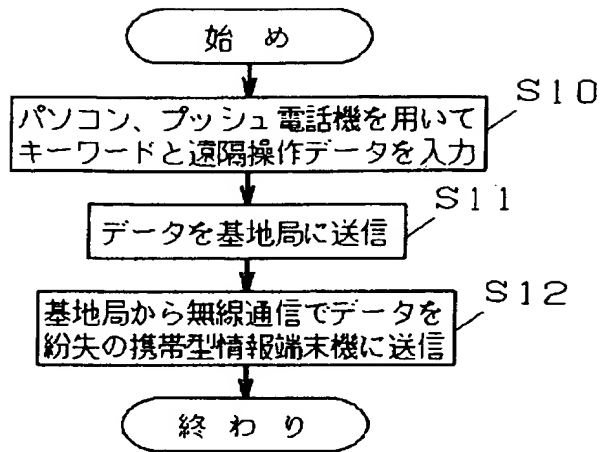 始め
S10
パソコン、プッシュ電話機を用いて
キーワードと遠隔操作データを入力
S11
データを基地局に送信
S12
基地局から無線通信でデータを
紛失の携帯型情報端末機に送信
終わり